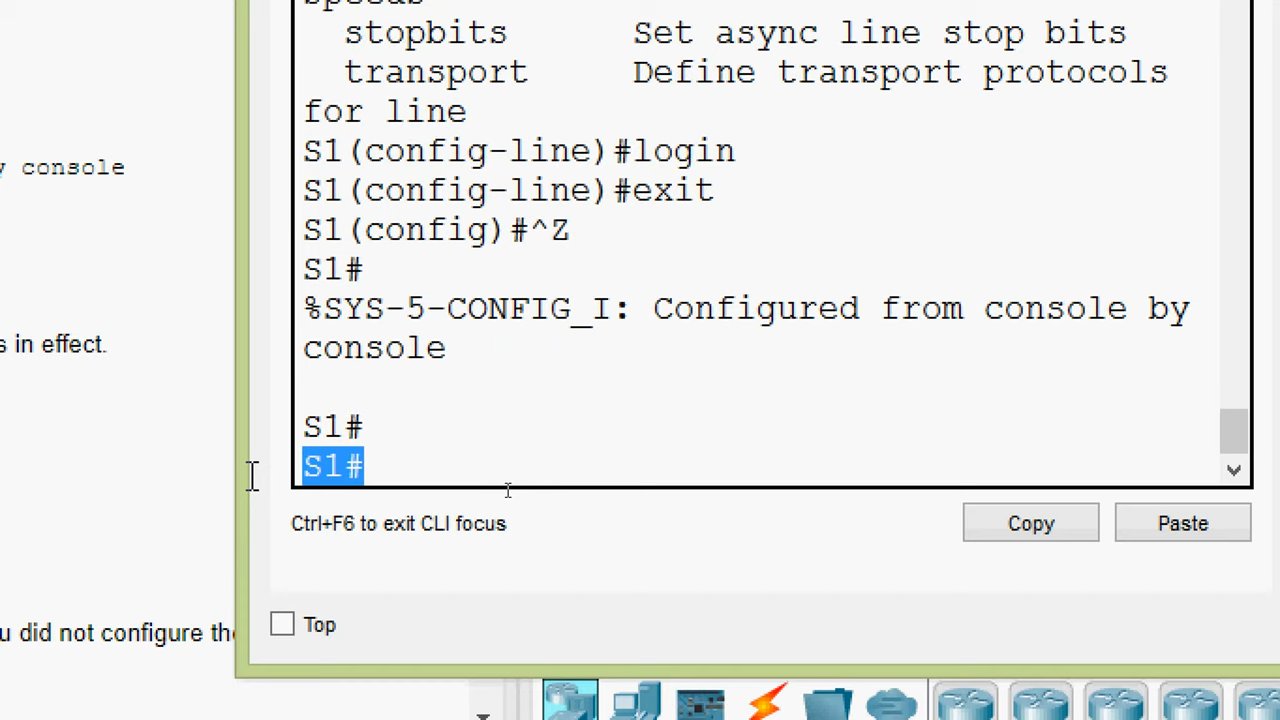 stopbits Set async line stop bits
transport Define transport protocols
for line
S1(config-line)#login
y console
S1(config-line)#exit
S1(config)#^Z
S1#
%SYS-5-CONFIG_I: Configured from console by
s in effect.
console
S1#
S1#
Ctrl+F6 to exit CLI focus
Copy
Paste
Top
u did not configure the